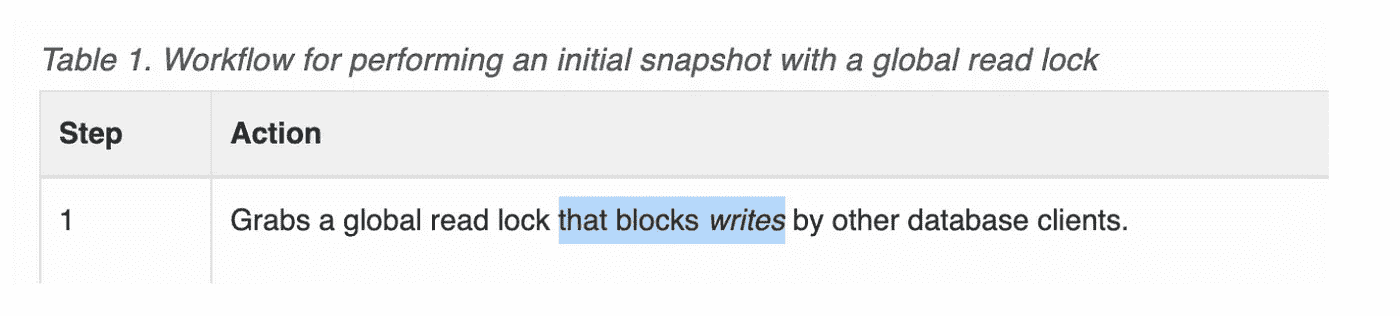 Table 1. Workflow for performing an initial snapshot with a global read lock
Step Action
1 Grabs a global read lock that blocks writes by other database clients.